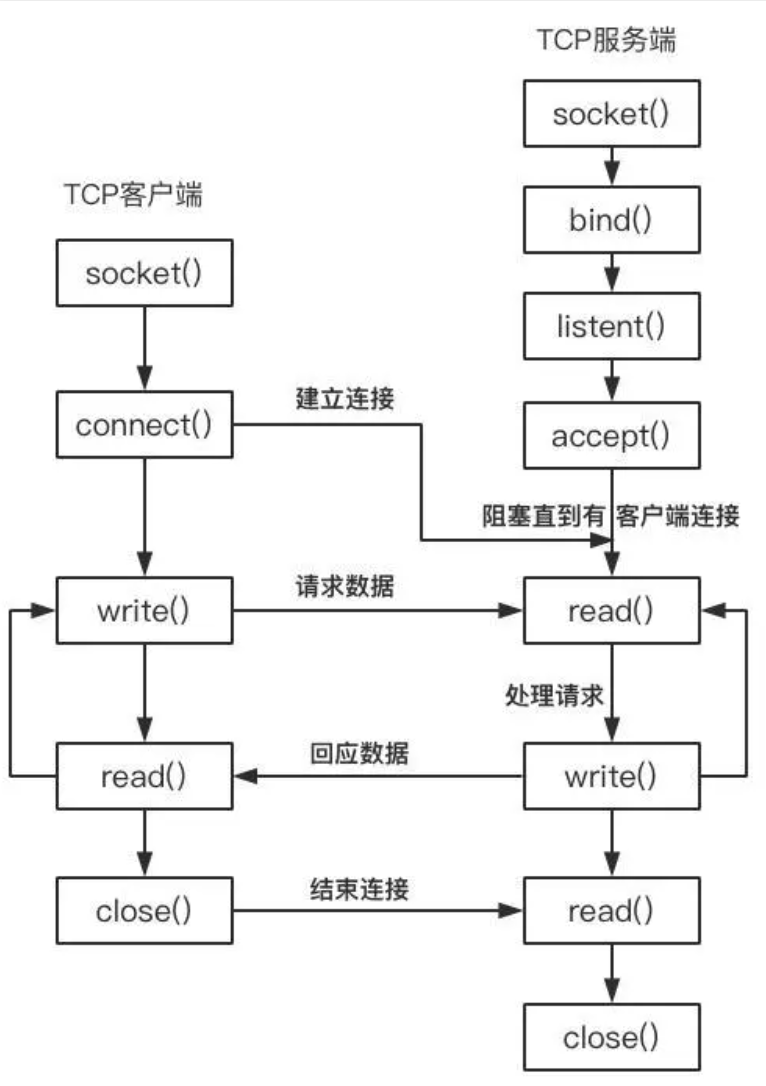 TCP服务端
socket()
bind()
TCP客户端
socket()
listent()
connect()
建立连接
accept()
阻塞直到有 客户端连接
write()
请求数据
read()
处理请求
read()
回应数据
write()
close()
结束连接
read()
close()